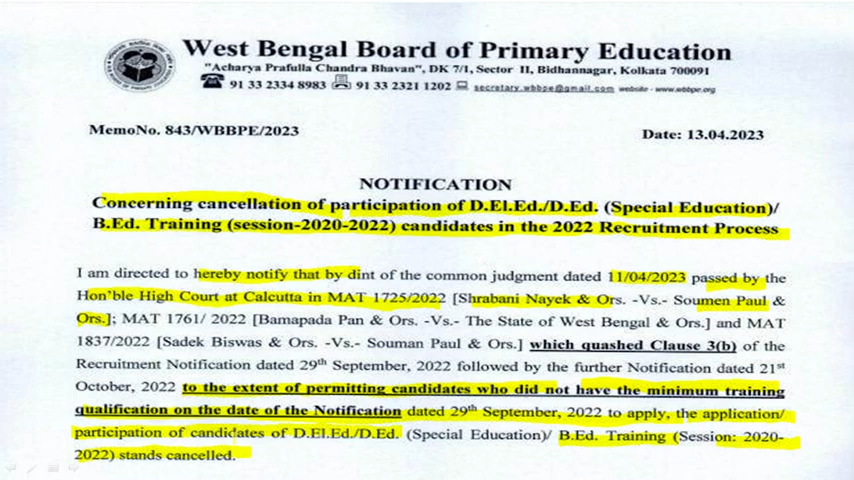 West Bengal Board of Primary Education
"Acharya Prafulla Chandra Bhavan", DK 7/1, Sector II, Bidhannagar, Kolkata 700091
91 33 2334 8983 91 33 2321 1202 secretary.wbbpe@gmail.com website - www.wbbpe.org
MemoNo. 843/WBBPE/2023 Date: 13.04.2023
NOTIFICATION
Concerning cancellation of participation of D.El.Ed./D.Ed. (Special Education)/
B.Ed. Training (session-2020-2022) candidates in the 2022 Recruitment Process
I am directed to hereby notify that by dint of the common judgment dated 11/04/2023 passed by the
Hon'ble High Court at Calcutta in MAT 1725/2022 [Shrabani Nayek & Ors. -Vs.- Soumen Paul &
Ors.]; MAT 1761/ 2022 [Bamapada Pan & Ors. -Vs.- The State of West Bengal & Ors.] and MAT
1837/2022 [Sadek Biswas & Ors. -Vs.- Souman Paul & Ors.] which quashed Clause 3(b) of
the Recruitment Notification dated 29th September, 2022 followed by the further Notification dated 21st
October, 2022 to the extent of permitting candidates who did not have the minimum training
qualification on the date of the Notification dated 29th September, 2022 to apply, the application/
participation of candidates of D.El.Ed./D.Ed. (Special Education)/ B.Ed. Training (Session: 2020-
2022) stands cancelled.